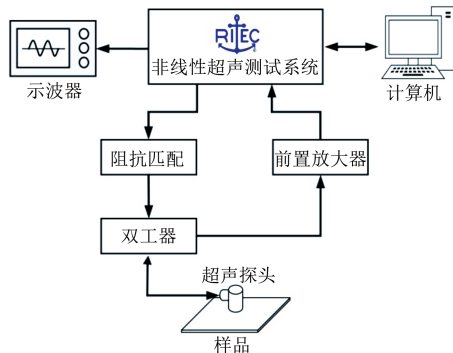 RITEC
非线性超声测试系统
示波器
计算机
阻抗匹配
前置放大器
双工器
超声探头
样品